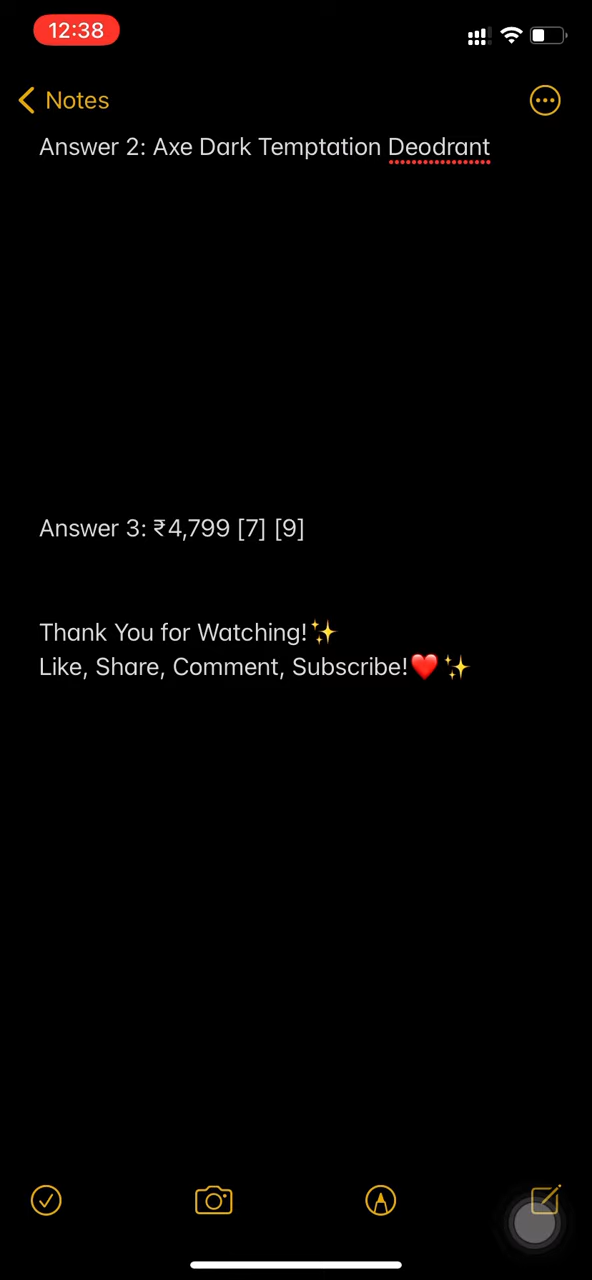 12:38
Notes
Answer 2: Axe Dark Temptation Deodrant
Answer 3: ₹4,799 [7] [9]
Thank You for Watching!✨
Like, Share, Comment, Subscribe!❤️✨